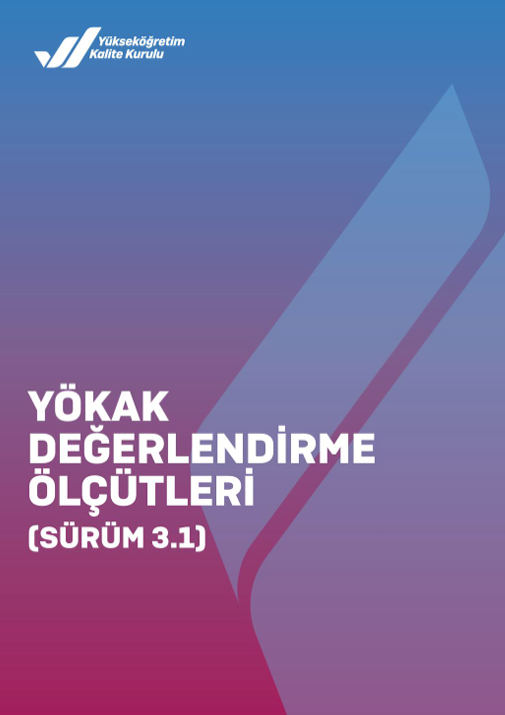 Yükseköğretim
Kalite Kurulu
YÖKAK
DEĞERLENDİRME
ÖLÇÜTLERİ
(SÜRÜM 3.1)